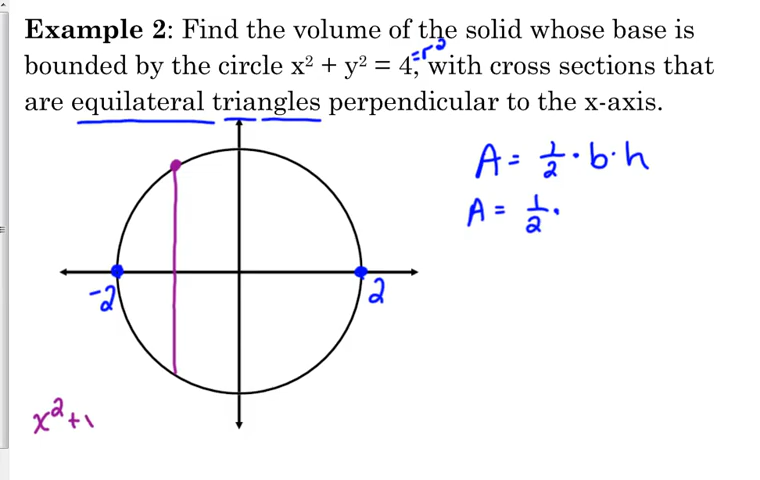 Example 2: Find the volume of the solid whose base is
bounded by the circle x² + y² = 4, =r² with cross sections that
are equilateral triangles perpendicular to the x-axis.
A = 1/2 · b · h
A = 1/2 ·
-2
2
x² +